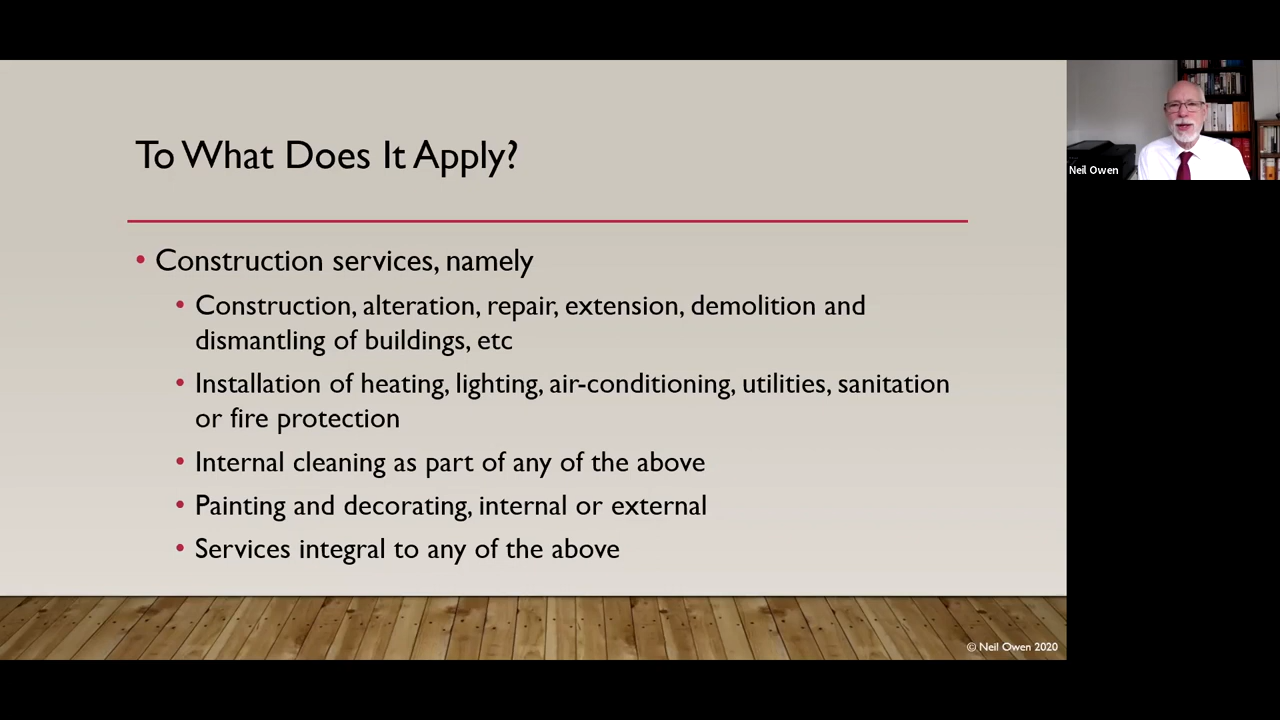 To What Does It Apply?
• Construction services, namely
• Construction, alteration, repair, extension, demolition and
dismantling of buildings, etc
• Installation of heating, lighting, air-conditioning, utilities, sanitation
or fire protection
• Internal cleaning as part of any of the above
• Painting and decorating, internal or external
• Services integral to any of the above
© Neil Owen 2020
Neil Owen